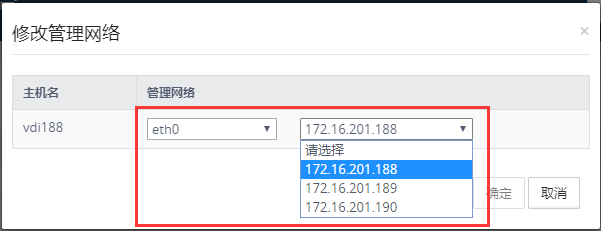 修改管理网络 ×
主机名 管理网络
vdi188 eth0 172.16.201.188
请选择
172.16.201.188
172.16.201.189
172.16.201.190
确定 取消